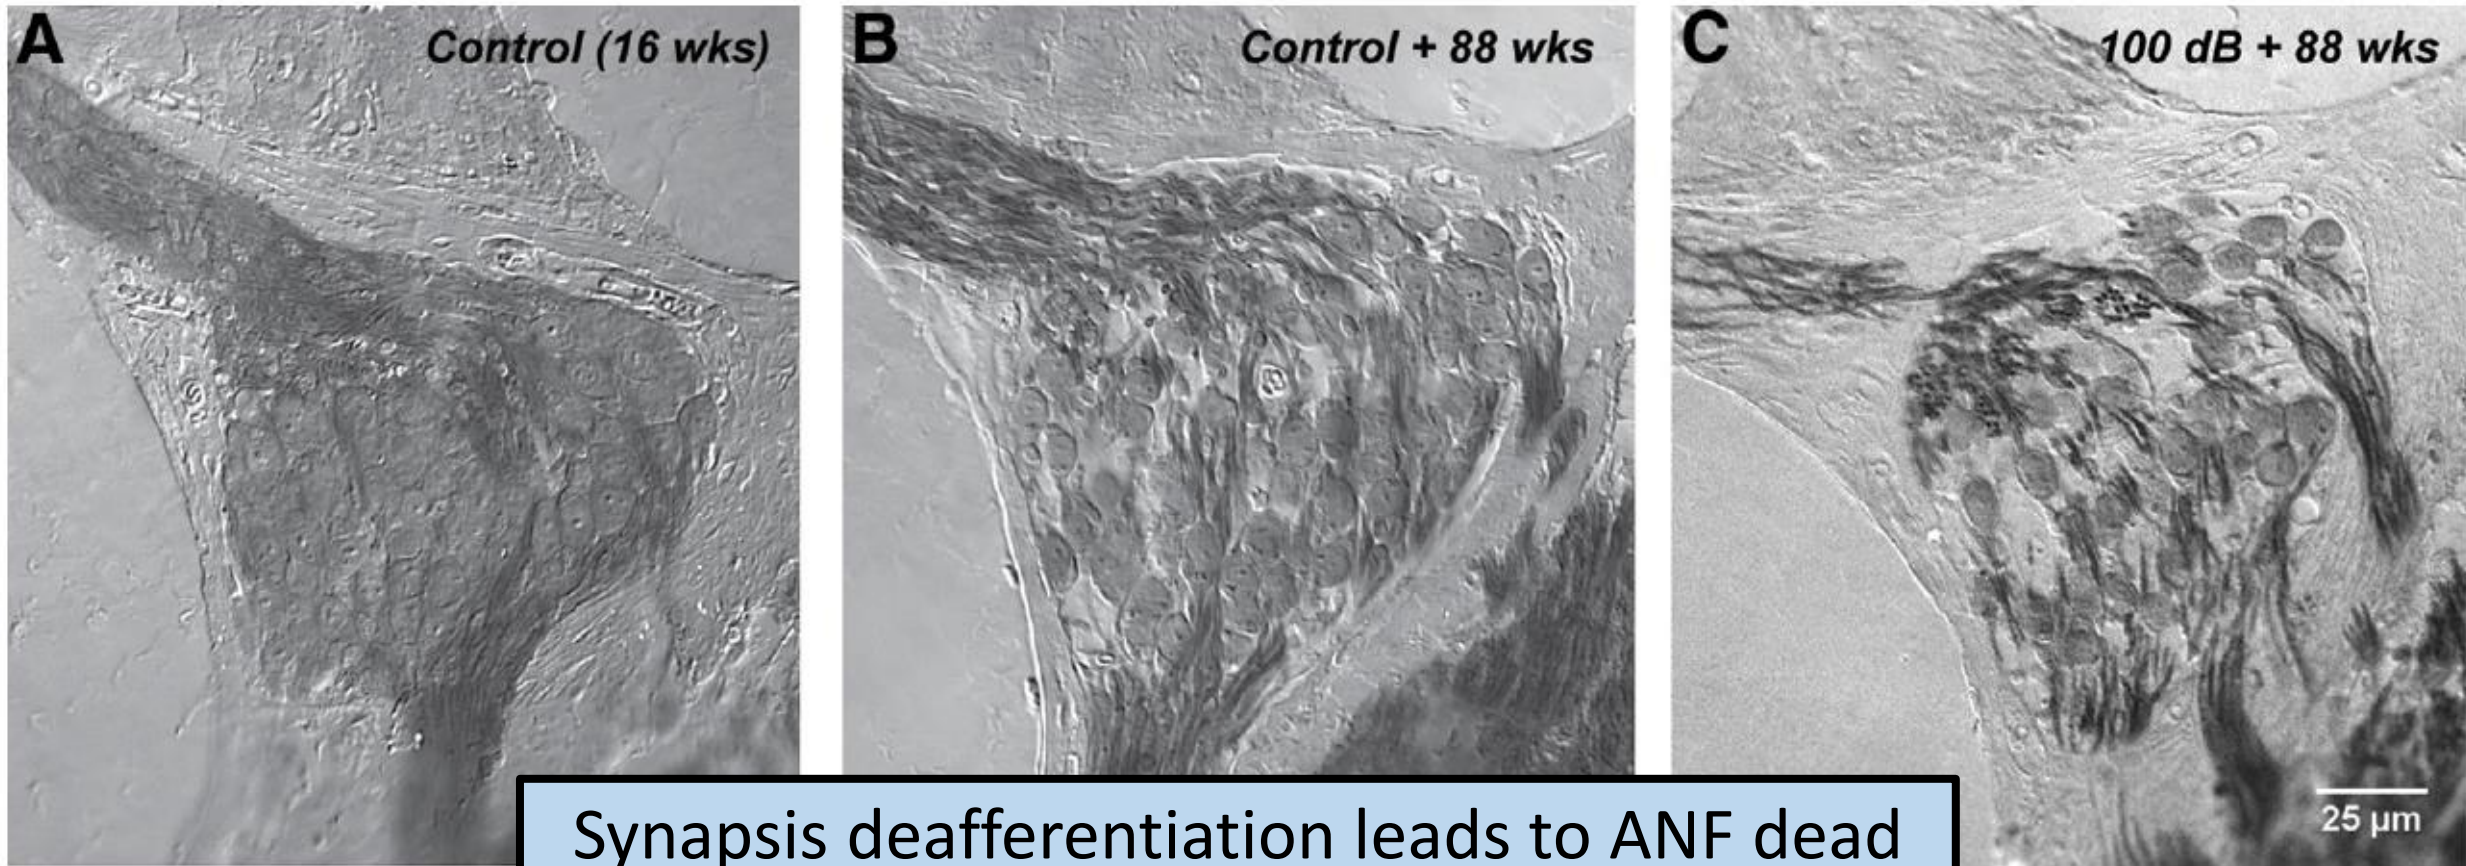 A
Control (16 wks)
B
Control + 88 wks
C
100 dB + 88 wks
25 µm
Synapsis deafferentiation leads to ANF dead